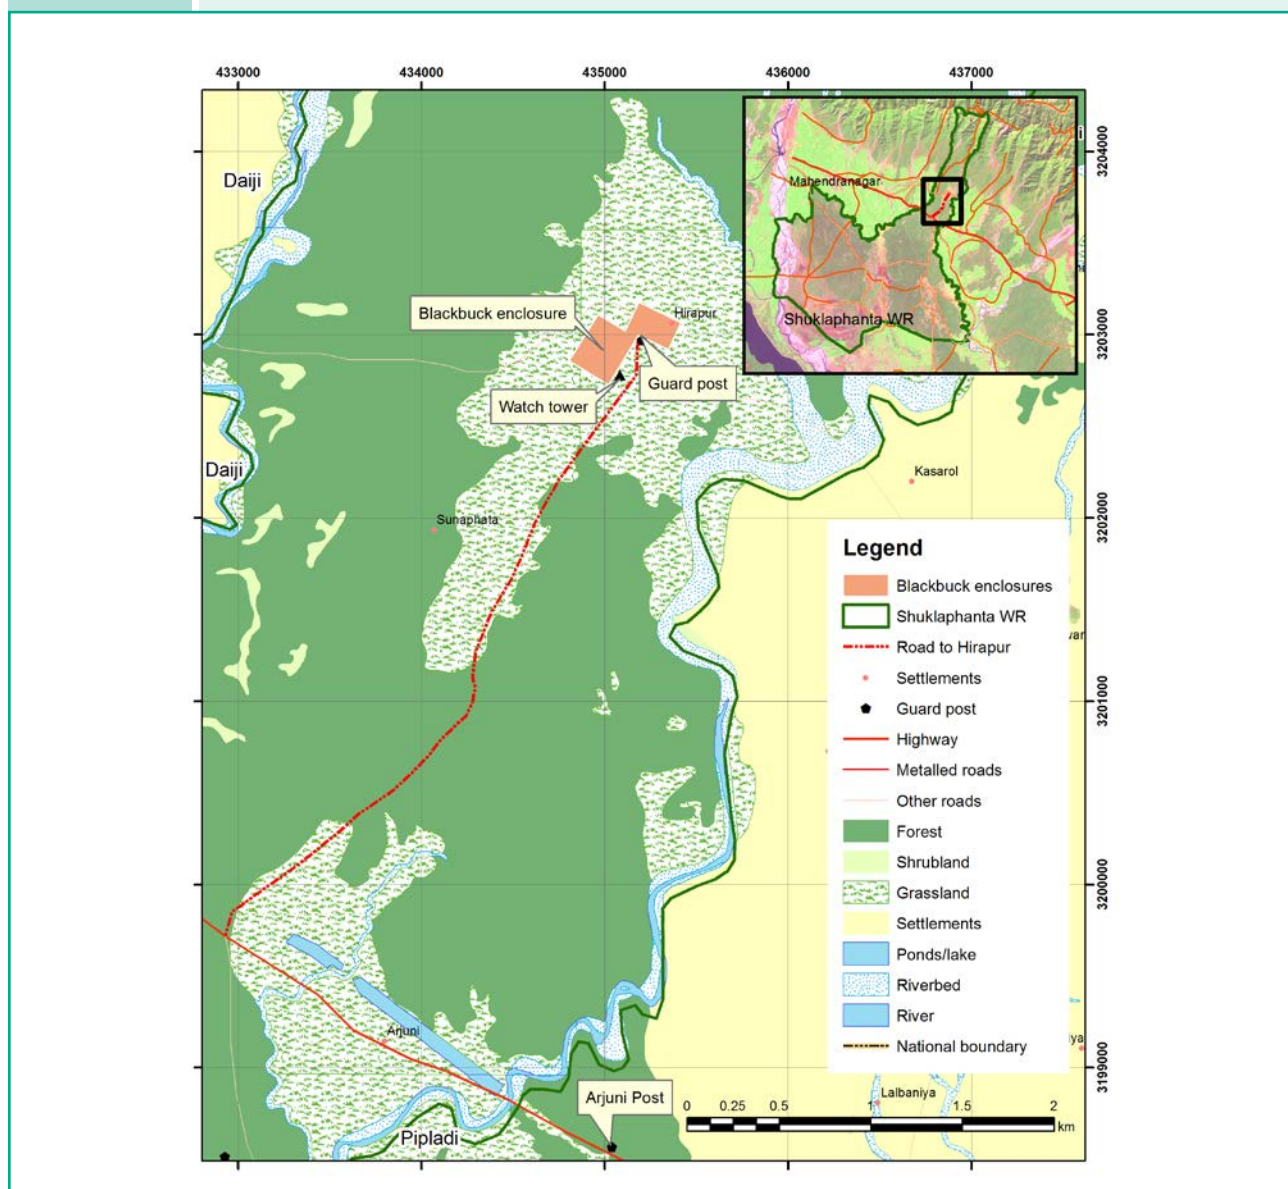 433000
434000
435000
436000
437000
3204000
Daiji
Mahendranagar
Shuklaphanta WR
Blackbuck enclosure
Hirapur
3203000
Guard post
Watch tower
Daiji
Kasarol
Sunaphata
3202000
Legend
Blackbuck enclosures
Shuklaphanta WR
Road to Hirapur
Settlements
Guard post
Highway
Metalled roads
Other roads
Forest
Shrubland
Grassland
Settlements
Ponds/lake
Riverbed
River
National boundary
3201000
3200000
Arjuni
3199000
Arjuni Post
Lalbaniya
Pipladi
0 0.25 0.5 1 1.5 2
km